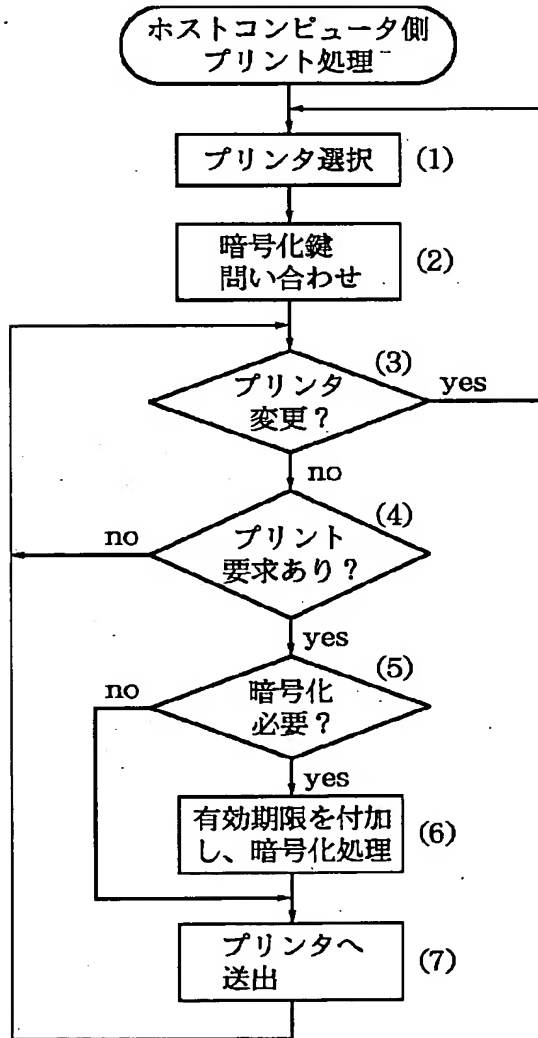 ホストコンピュータ側
プリント処理
プリンタ選択
(1)
暗号化鍵
問い合わせ
(2)
(3)
プリンタ
変更?
yes
no
(4)
プリント
要求あり?
no
yes
(5)
暗号化
必要?
no
yes
有効期限を付加
し、暗号化処理
(6)
プリンタへ
送出
(7)